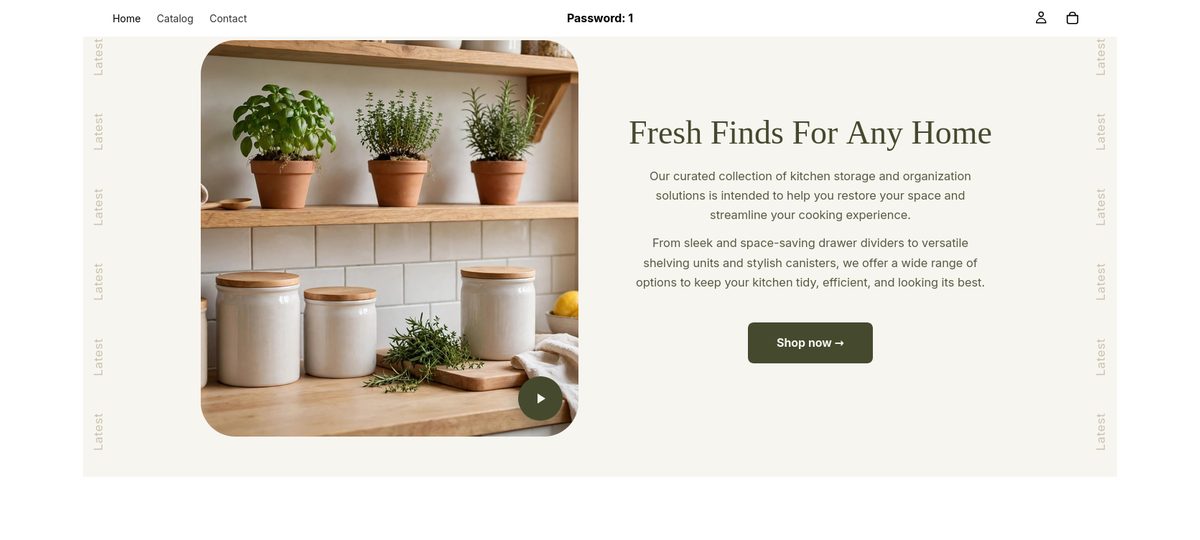 Home
Catalog
Contact
Password: 1
Latest
Latest
Latest
Latest
Latest
Latest
Fresh Finds For Any Home
Our curated collection of kitchen storage and organization
solutions is intended to help you restore your space and
streamline your cooking experience.
From sleek and space-saving drawer dividers to versatile
shelving units and stylish canisters, we offer a wide range of
options to keep your kitchen tidy, efficient, and looking its best.
Shop now →
Latest
Latest
Latest
Latest
Latest
Latest